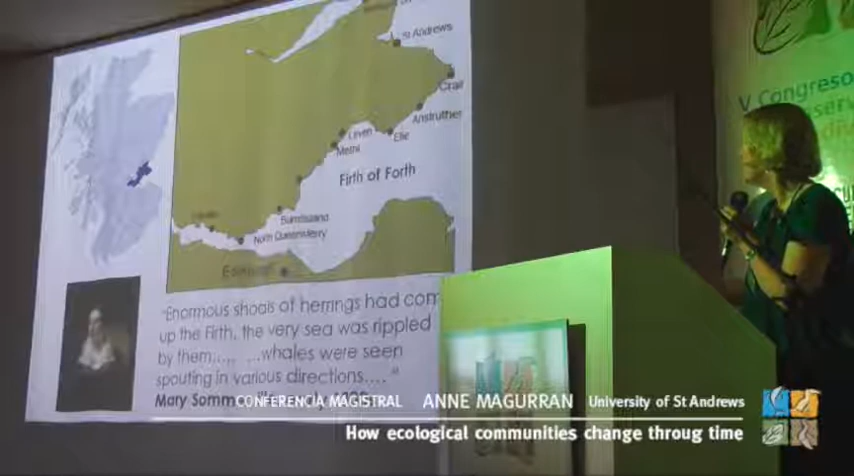 St Andrews
Crail
Anstruther
Elie
Leven
Methil
Firth of Forth
Burntisland
North Queensferry
"Enormous shoals of herrings had com
up the Firth, the very sea was rippled
by them..... ...whales were seen
spouting in various directions.... "
Mary Som
V Congreso
CONFERENCIA MAGISTRAL ANNE MAGURRAN University of St Andrews
How ecological communities change throug time